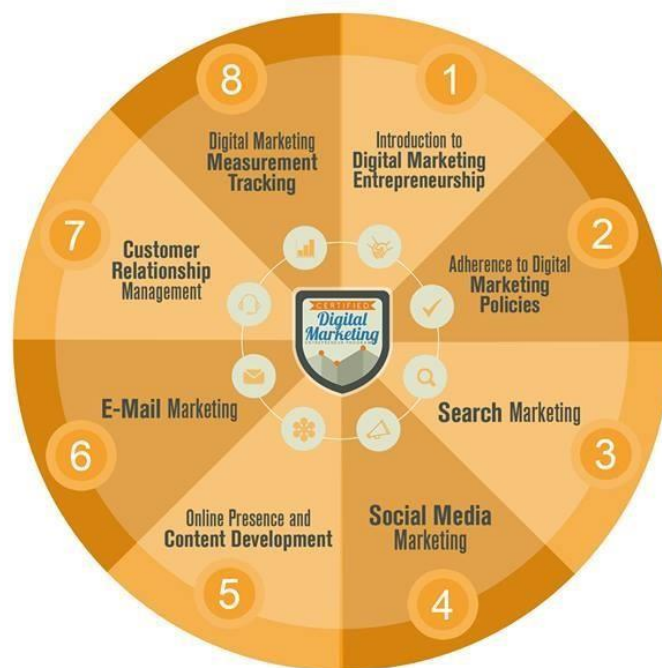 1
Introduction to
Digital Marketing
Entrepreneurship
2
Adherence to Digital
Marketing
Policies
3
Search Marketing
4
Social Media
Marketing
5
Online Presence and
Content Development
6
E-Mail Marketing
7
Customer
Relationship
Management
8
Digital Marketing
Measurement
Tracking
CERTIFIED
Digital
Marketing
ENTREPRENEUR PROGRAM